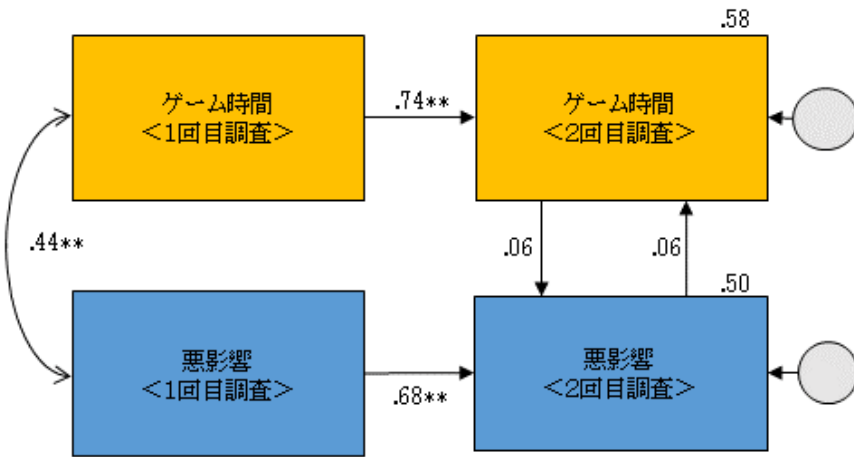 .58
ゲーム時間
＜1回目調査＞
.74**
ゲーム時間
＜2回目調査＞
.44**
.06
.06
.50
悪影響
＜1回目調査＞
.68**
悪影響
＜2回目調査＞